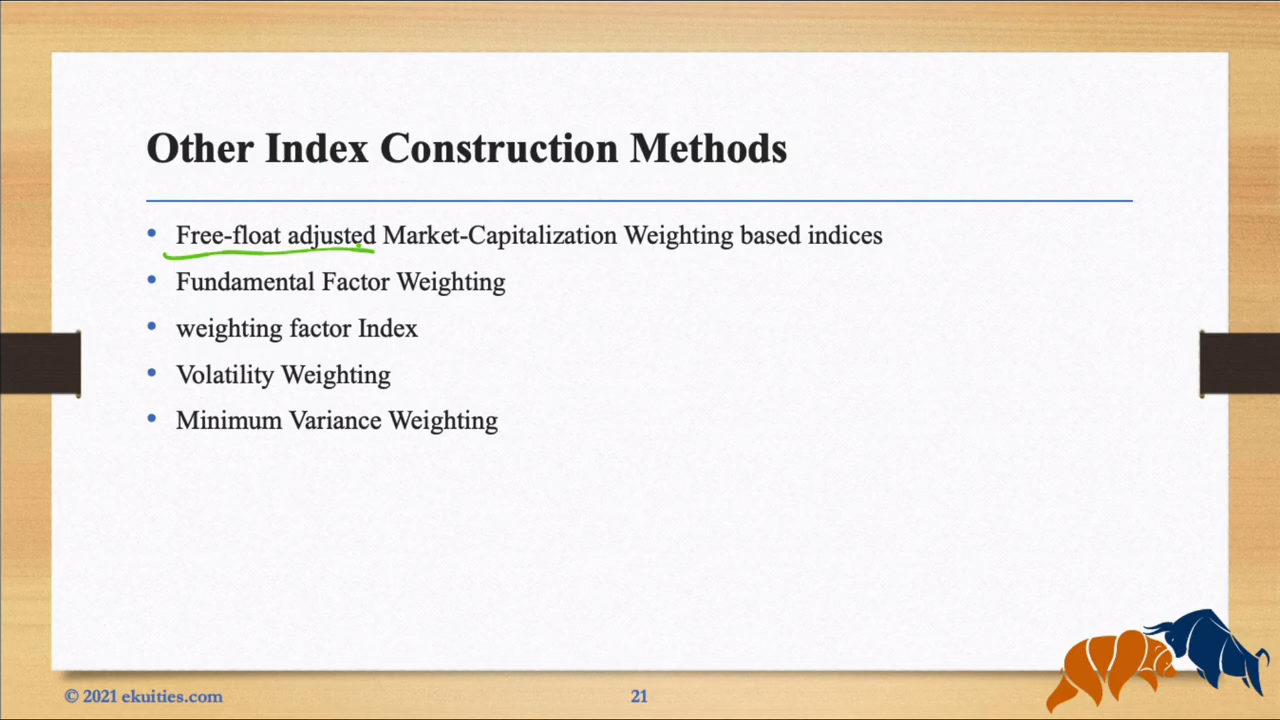 Other Index Construction Methods
• Free-float adjusted Market-Capitalization Weighting based indices
• Fundamental Factor Weighting
• weighting factor Index
• Volatility Weighting
• Minimum Variance Weighting
© 2021 ekuities.com
21